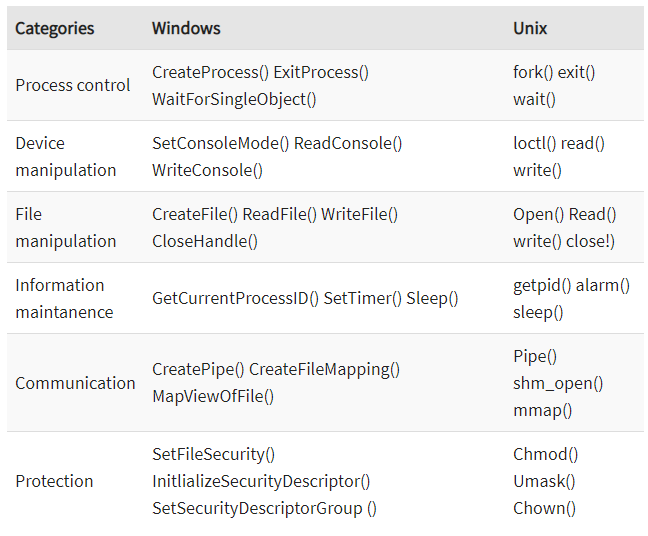 Categories Windows Unix
Process control CreateProcess() ExitProcess() WaitForSingleObject() fork() exit() wait()
Device manipulation SetConsoleMode() ReadConsole() WriteConsole() loctl() read() write()
File manipulation CreateFile() ReadFile() WriteFile() CloseHandle() Open() Read() write() close!)
Information maintanence GetCurrentProcessID() SetTimer() Sleep() getpid() alarm() sleep()
Communication CreatePipe() CreateFileMapping() MapViewOfFile() Pipe() shm_open() mmap()
Protection SetFileSecurity() InitlializeSecurityDescriptor() SetSecurityDescriptorGroup () Chmod() Umask() Chown()